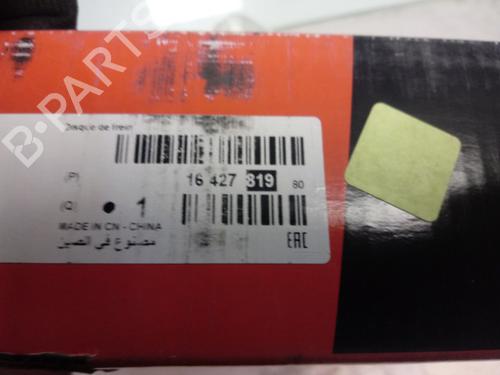 B-PARTS
Disque de frein
(P) 16 427 819 80
(Q) • 1
MADE IN CN - CHINA
مصنوع في الصين
EAC